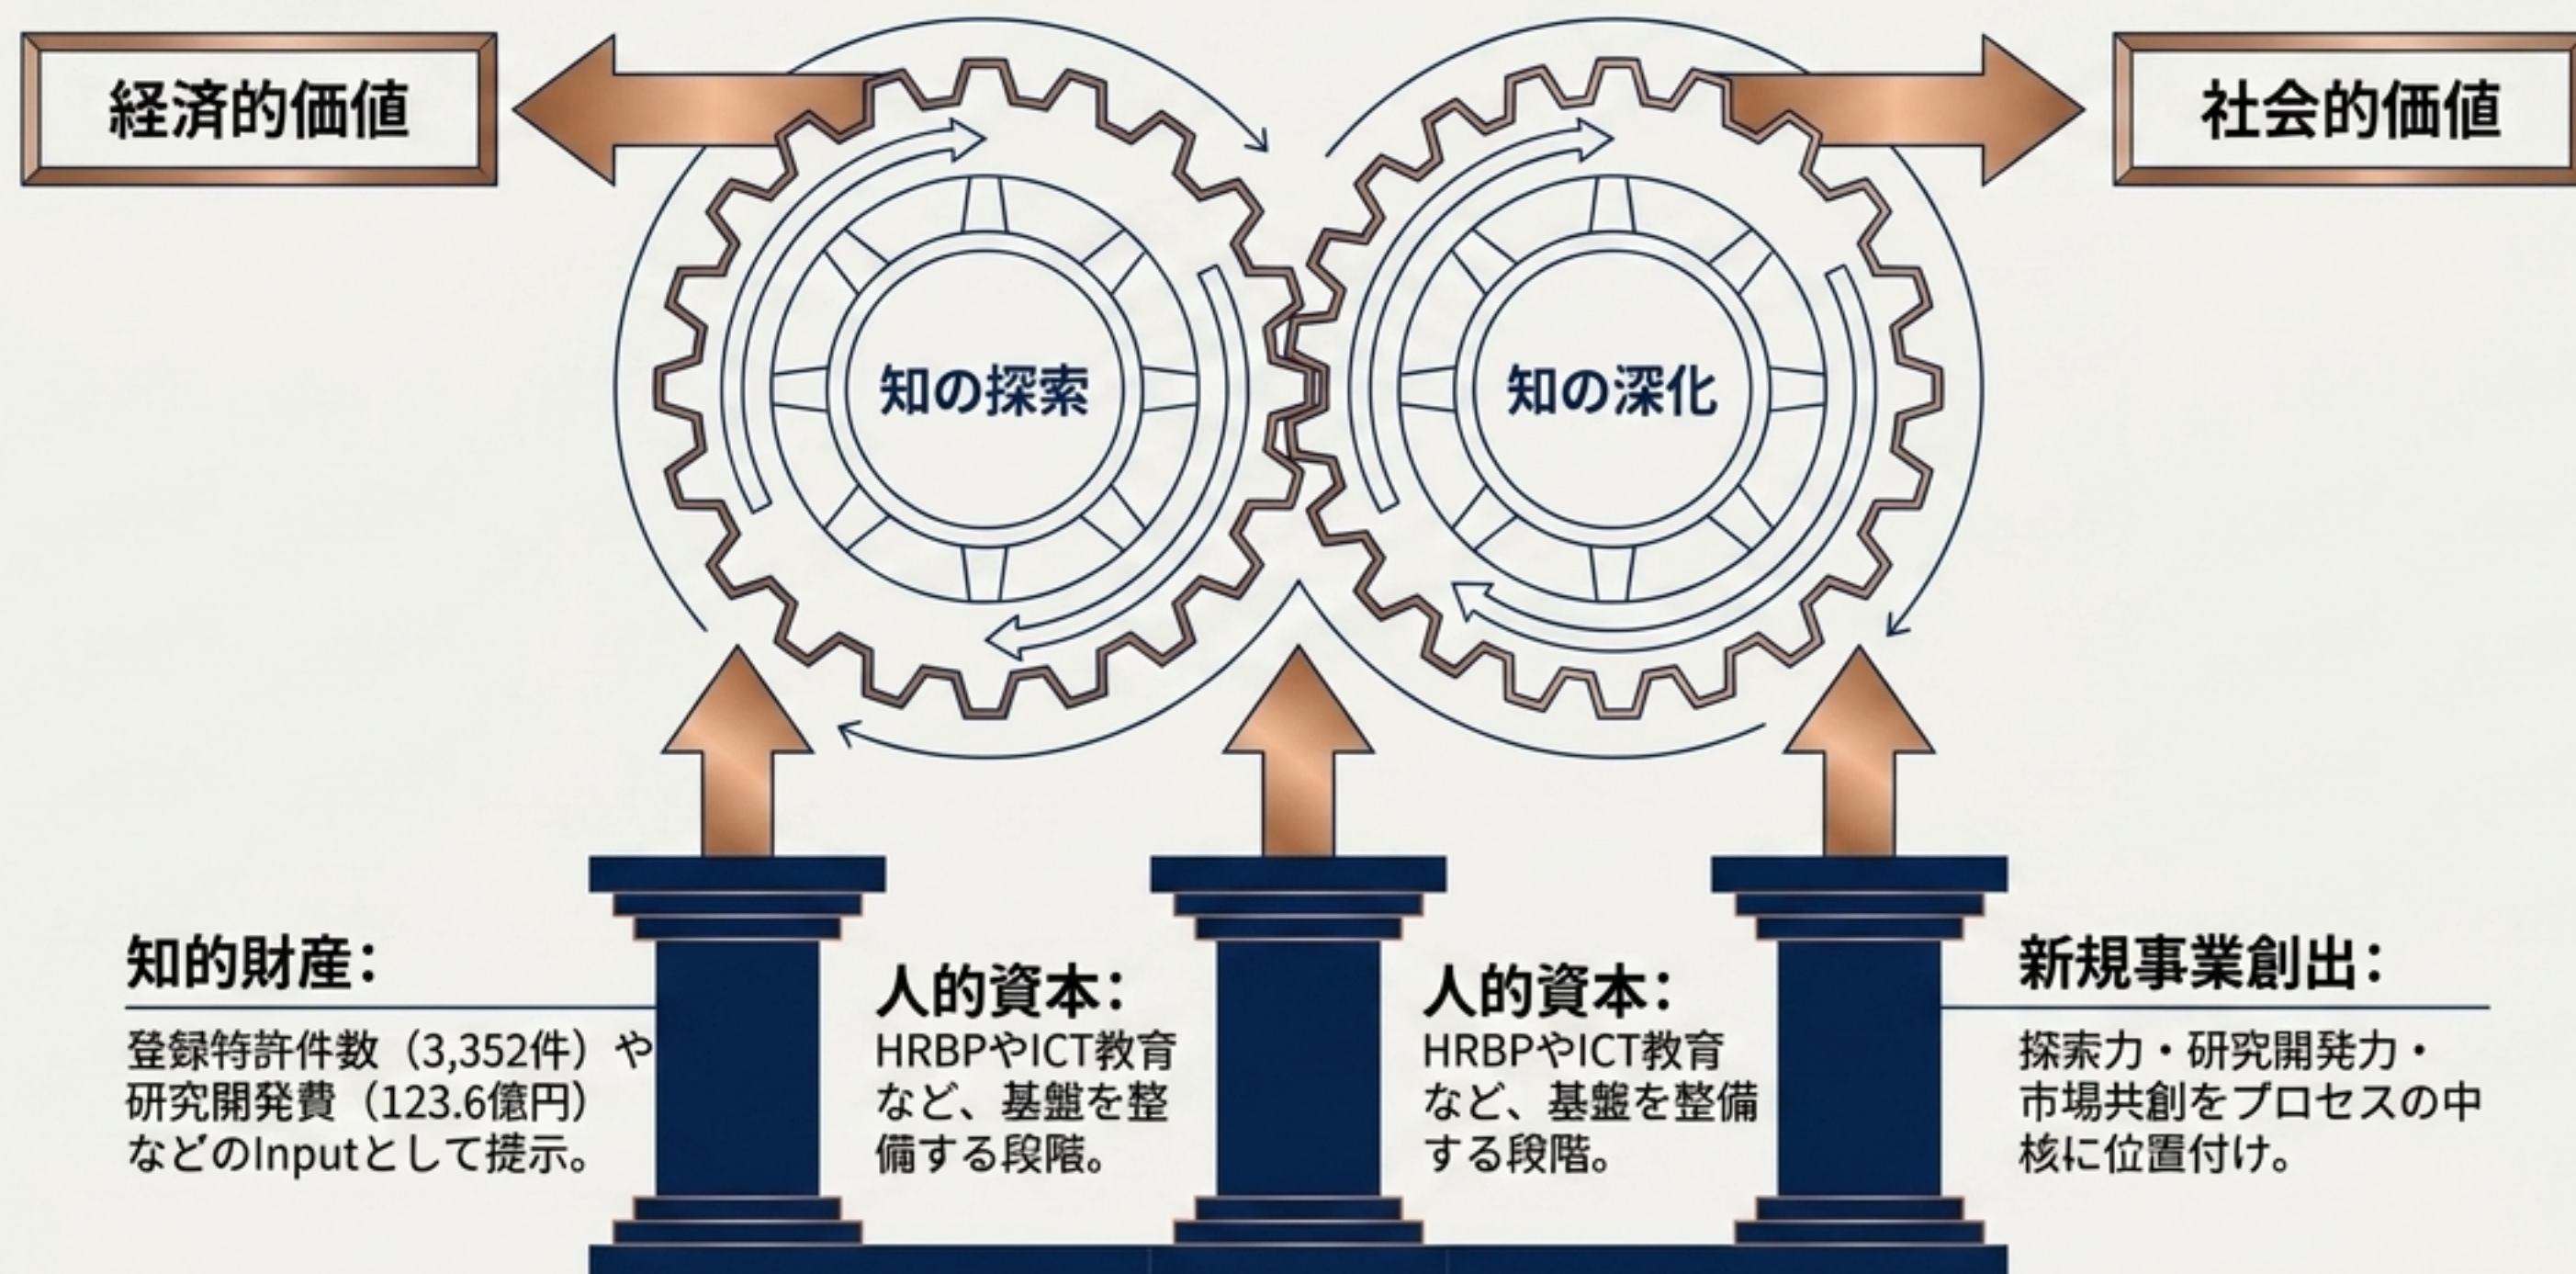 経済的価値
社会的価値
知の探索
知の深化
知的財産：
登録特許件数（3,352件）や
研究開発費（123.6億円）
などのInputとして提示。
人的資本：
HRBPやICT教育
など、基盤を整
備する段階。
人的資本：
HRBPやICT教育
など、基盤を整備
する段階。
新規事業創出：
探索力・研究開発力・
市場共創をプロセスの中
核に位置付け。